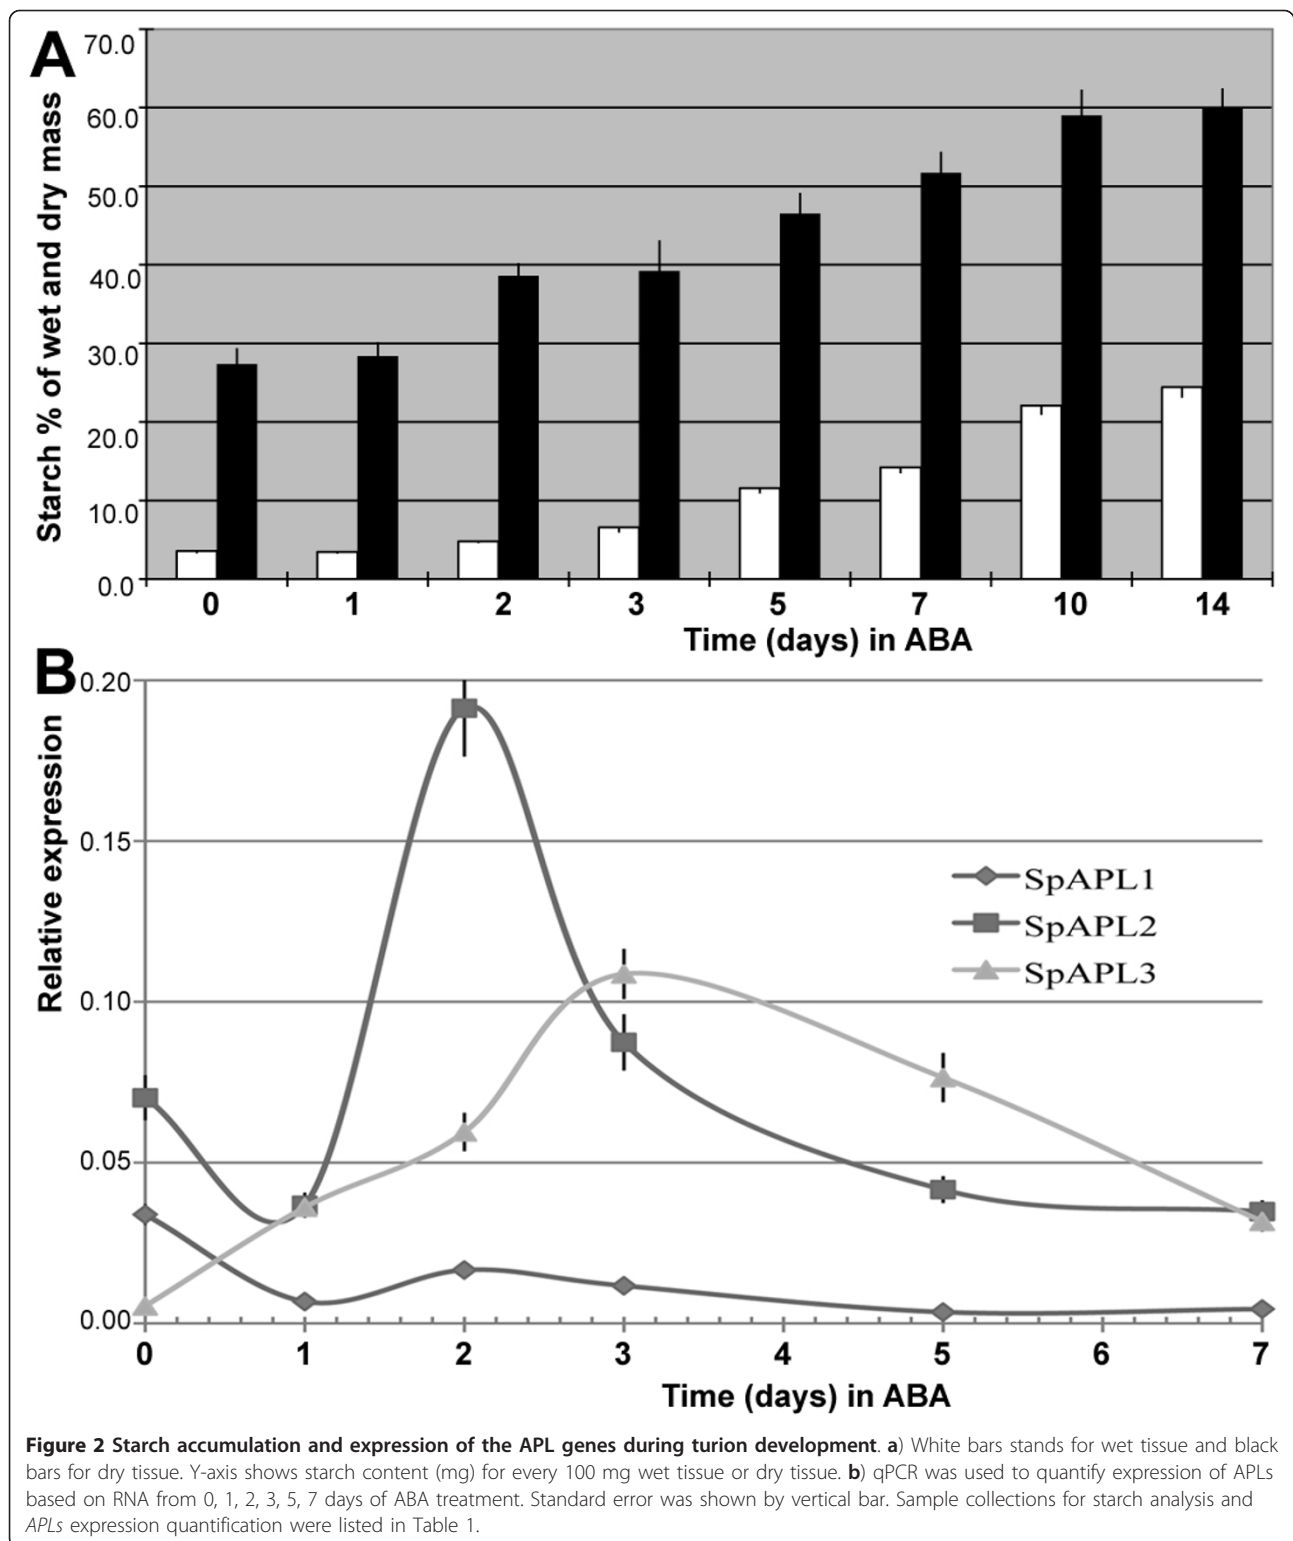 A
70.0
60.0
50.0
40.0
30.0
20.0
10.0
0.0
Starch % of wet and dry mass
0 1 2 3 5 7 10 14
Time (days) in ABA
B
0.20
0.15
0.10
0.05
0.00
Relative expression
SpAPL1
SpAPL2
SpAPL3
0 1 2 3 4 5 6 7
Time (days) in ABA
Figure 2 Starch accumulation and expression of the APL genes during turion development. a) White bars stands for wet tissue and black
bars for dry tissue. Y-axis shows starch content (mg) for every 100 mg wet tissue or dry tissue. b) qPCR was used to quantify expression of APLs
based on RNA from 0, 1, 2, 3, 5, 7 days of ABA treatment. Standard error was shown by vertical bar. Sample collections for starch analysis and
APLs expression quantification were listed in Table 1.